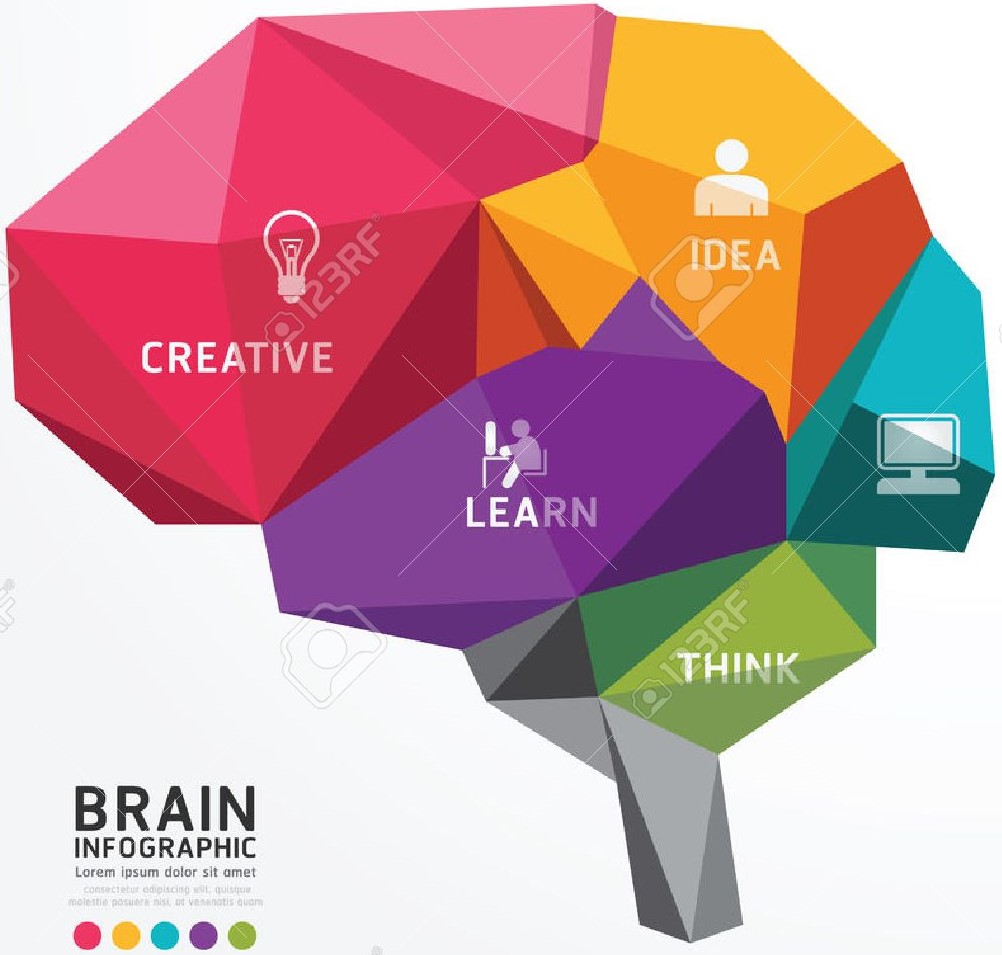 IDEA
CREATIVE
LEARN
THINK
BRAIN
INFOGRAPHIC
Lorem ipsum dolor sit amet
consectetur adipiscing elit, quisque
molestie posuere nisi, at venenatis quam
123RF
123RF
123RF
123RF